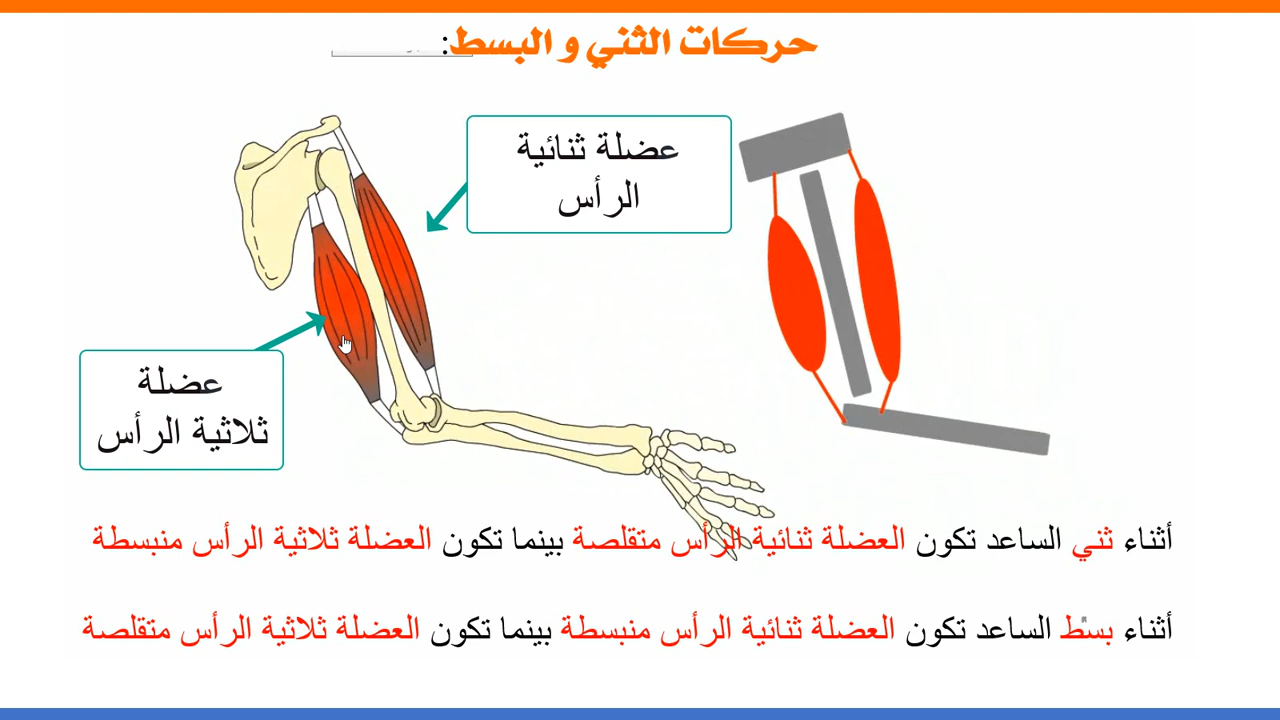 حركات الثني و البسط:
عضلة ثنائية
الرأس
عضلة
ثلاثية الرأس
أثناء ثني الساعد تكون العضلة ثنائية الرأس متقلصة بينما تكون العضلة ثلاثية الرأس منبسطة
أثناء بسط الساعد تكون العضلة ثنائية الرأس منبسطة بينما تكون العضلة ثلاثية الرأس متقلصة